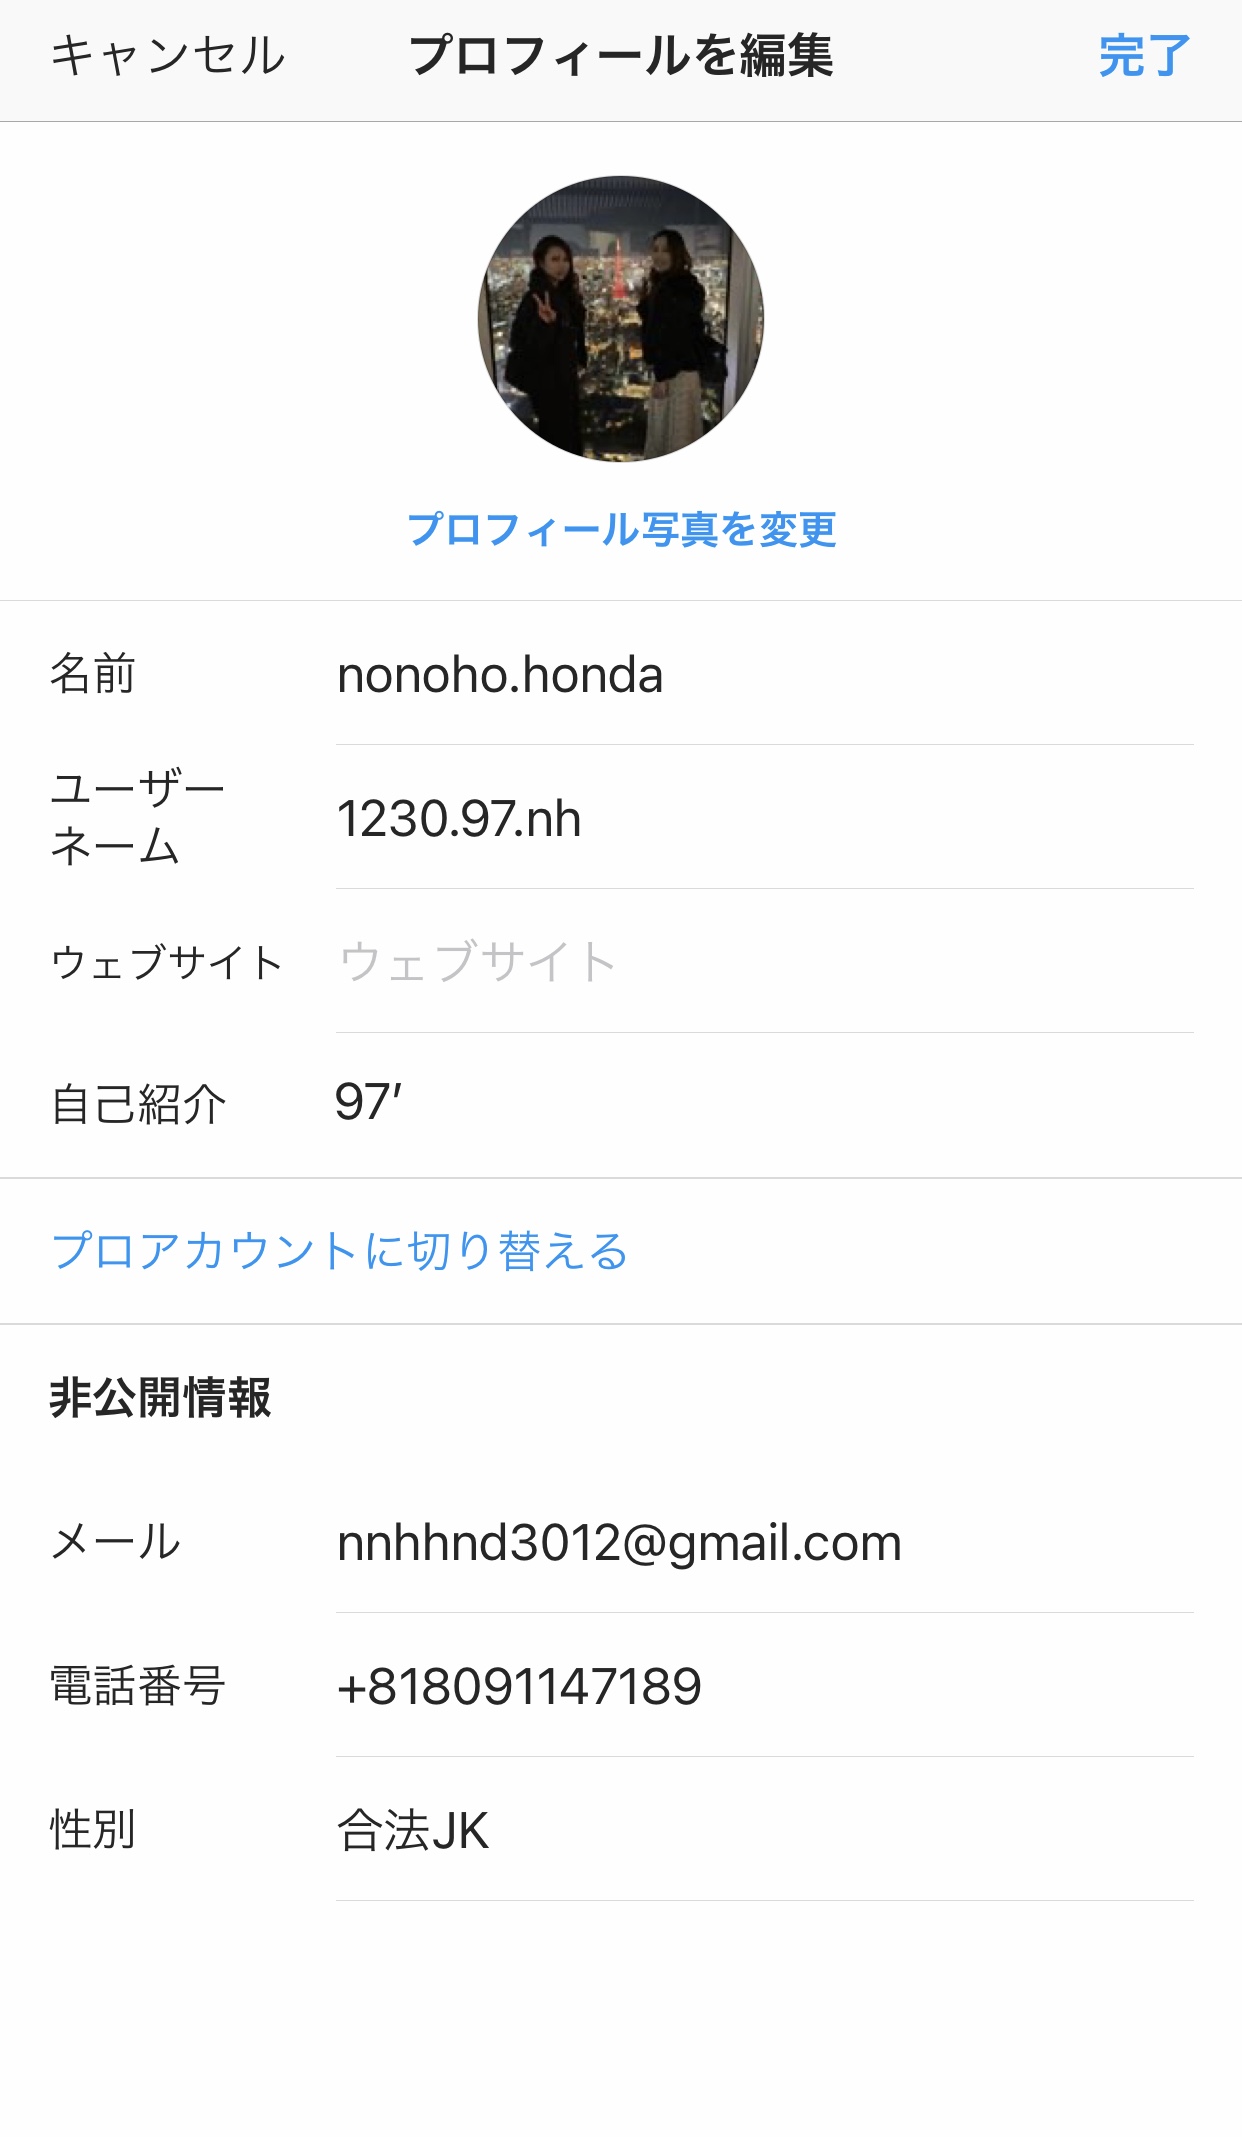 キャンセル プロフィールを編集 完了
プロフィール写真を変更
名前 nonoho.honda
ユーザー
ネーム 1230.97.nh
ウェブサイト ウェブサイト
自己紹介 97′
プロアカウントに切り替える
非公開情報
メール nnhhnd3012@gmail.com
電話番号 +818091147189
性別 合法JK